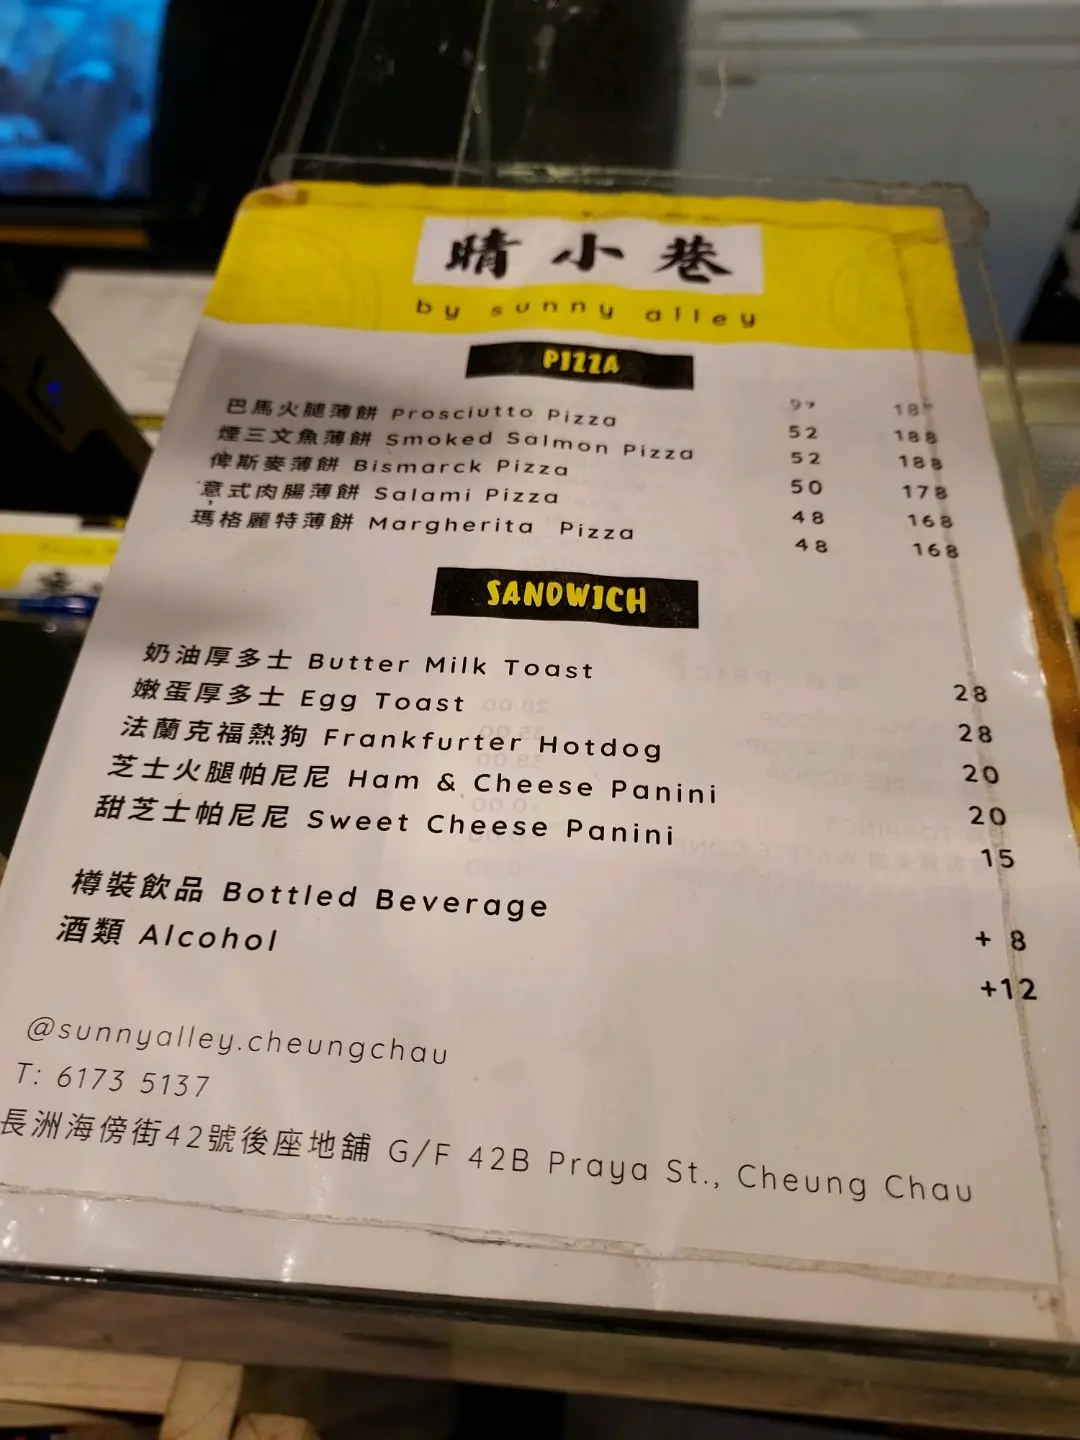 晴小巷
by sunny alley
PIZZA
9" 18"
巴馬火腿薄餅 Prosciutto Pizza 52 188
煙三文魚薄餅 Smoked Salmon Pizza 52 188
俾斯麥薄餅 Bismarck Pizza 50 178
意式肉腸薄餅 Salami Pizza 48 168
瑪格麗特薄餅 Margherita Pizza 48 168
SANDWICH
奶油厚多士 Butter Milk Toast 28
嫩蛋厚多士 Egg Toast 28
法蘭克福熱狗 Frankfurter Hotdog 20
芝士火腿帕尼尼 Ham & Cheese Panini 20
甜芝士帕尼尼 Sweet Cheese Panini 15
樽裝飲品 Bottled Beverage + 8
酒類 Alcohol +12
@sunnyalley.cheungchau
T: 6173 5137
長洲海傍街42號後座地舖 G/F 42B Praya St., Cheung Chau